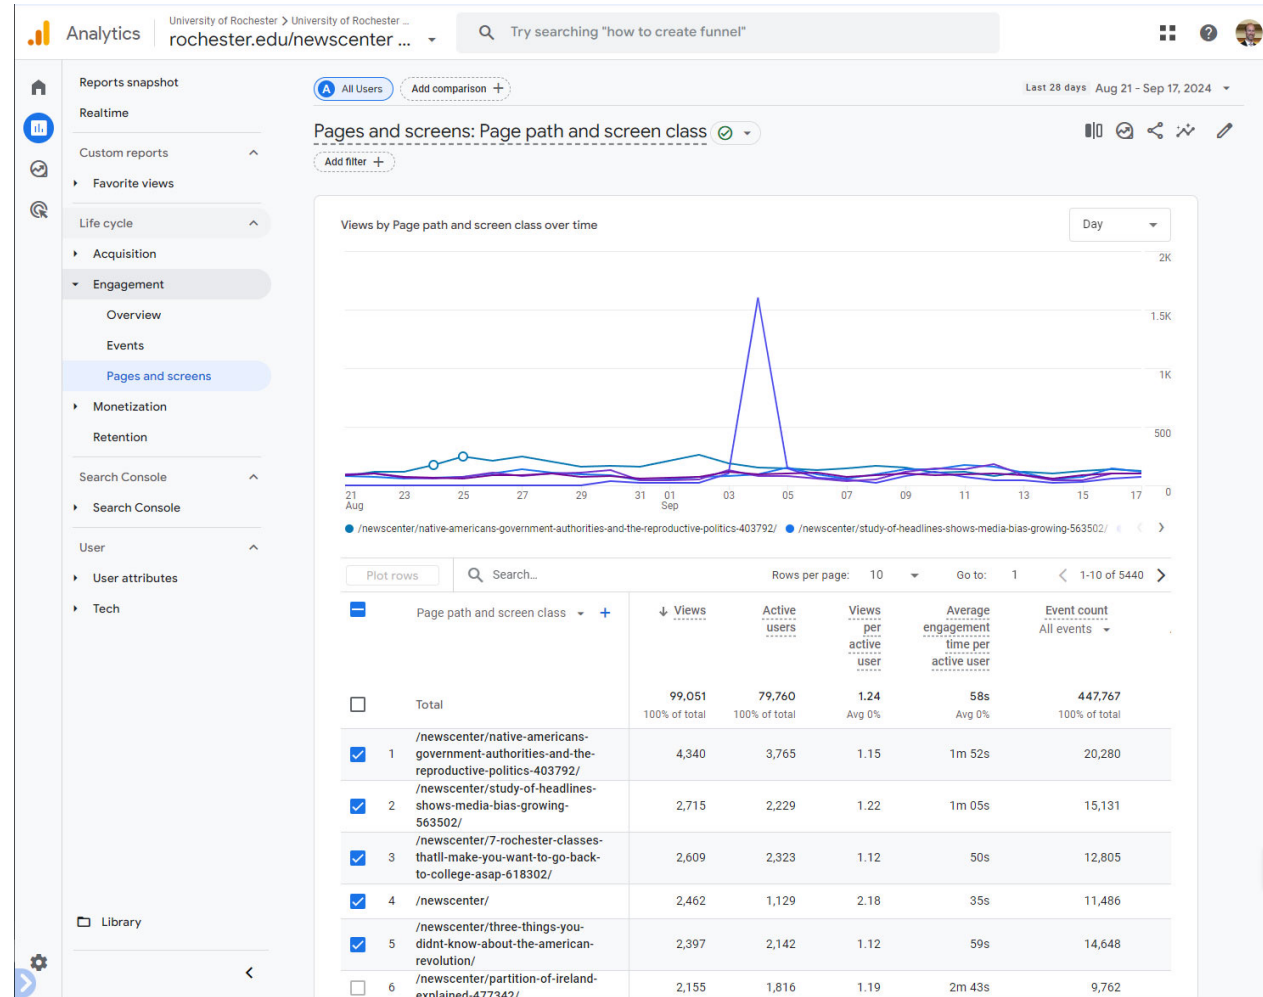 Analytics
University of Rochester > University of Rochester ...
rochester.edu/newscenter ...
Try searching "how to create funnel"
Reports snapshot
Realtime
Custom reports
Favorite views
Life cycle
Acquisition
Engagement
Overview
Events
Pages and screens
Monetization
Retention
Search Console
Search Console
User
User attributes
Tech
Library
A All Users
Add comparison +
Last 28 days Aug 21 - Sep 17, 2024
Pages and screens: Page path and screen class
Add filter +
Views by Page path and screen class over time
Day
2K
1.5K
1K
500
0
21 23 25 27 29 31 01 03 05 07 09 11 13 15 17
Aug Sep
/newscenter/native-americans-government-authorities-and-the-reproductive-politics-403792/ /newscenter/study-of-headlines-shows-media-bias-growing-563502/
Plot rows
Search...
Rows per page: 10
Go to: 1
1-10 of 5440
Page path and screen class +
Views
Active
users
Views
per
active
user
Average
engagement
time per
active user
Event count
All events
Total
99,051 79,760 1.24 58s 447,767
100% of total 100% of total Avg 0% Avg 0% 100% of total
/newscenter/native-americans-
1 government-authorities-and-the- 4,340 3,765 1.15 1m 52s 20,280
reproductive-politics-403792/
/newscenter/study-of-headlines-
2 shows-media-bias-growing- 2,715 2,229 1.22 1m 05s 15,131
563502/
/newscenter/7-rochester-classes-
3 thatll-make-you-want-to-go-back- 2,609 2,323 1.12 50s 12,805
to-college-asap-618302/
4 /newscenter/ 2,462 1,129 2.18 35s 11,486
/newscenter/three-things-you-
5 didnt-know-about-the-american- 2,397 2,142 1.12 59s 14,648
revolution/
/newscenter/partition-of-ireland-
6 2,155 1,816 1.19 2m 43s 9,762
explained-477342/